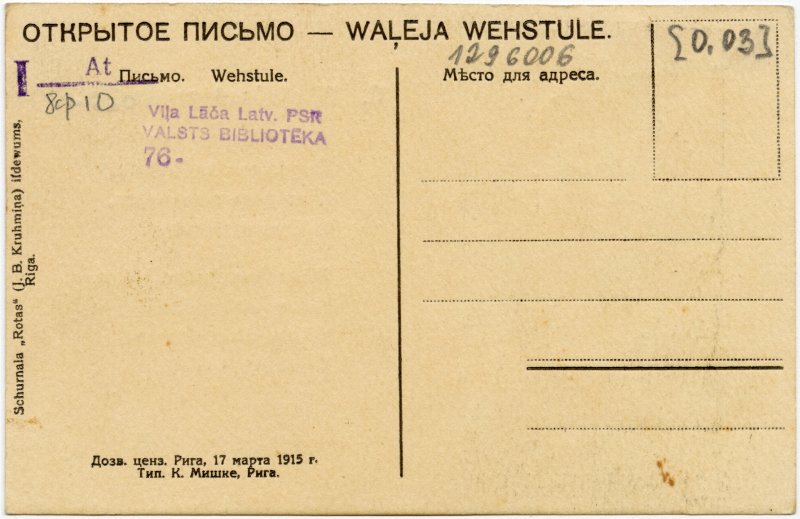 ОТКРЫТОЕ ПИСЬМО — WAĻEJA WEHSTULE.
1296006
[0,03]
I At
Письмо. Wehstule.
Мѣсто для адреса.
8ср10
Viļa Lāča Latv. PSR
VALSTS BIBLIOTĒKA
76-
Schurnala „Rotas“ (J. B. Kruhmiņa) isdewums,
Riga.
Дозв. ценз. Рига, 17 марта 1915 г.
Тип. К. Мишке, Рига.